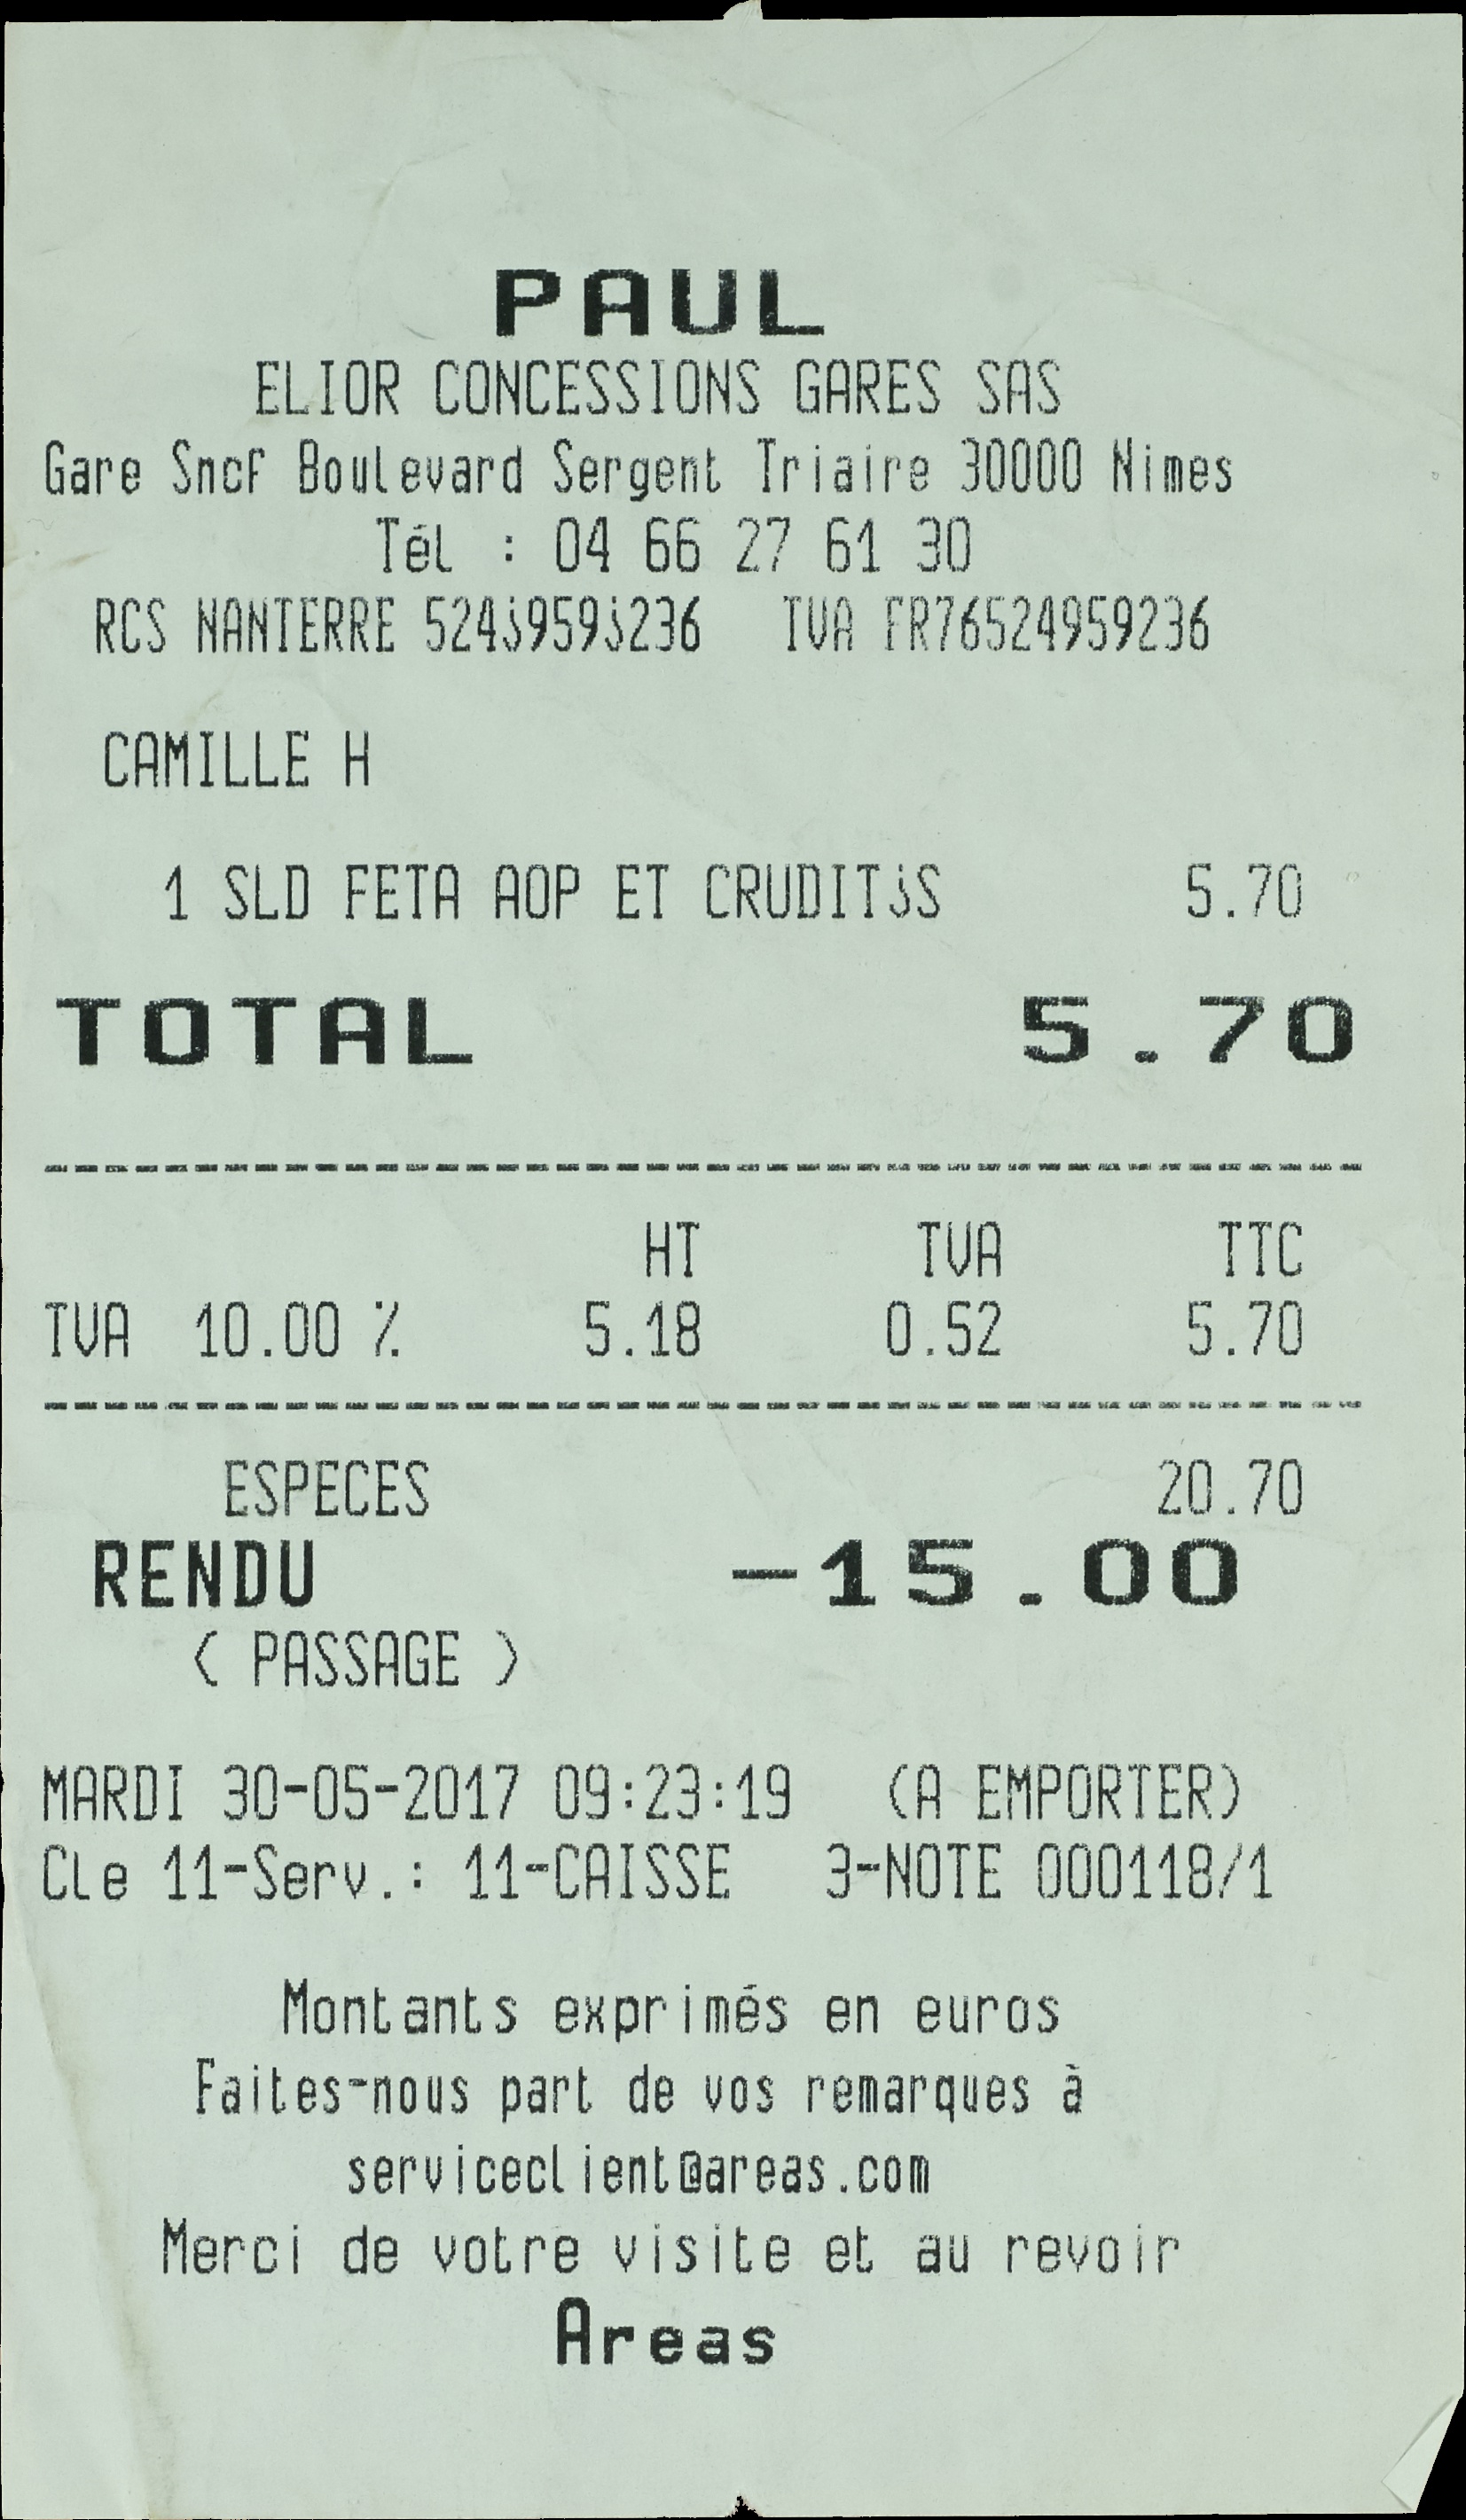 PAUL
ELIOR CONCESSIONS GARES SAS
Gare Sncf Boulevard Sergent Triaire 30000 Nimes
Tél : 04 66 27 61 30
RCS NANTERRE 524j959j236 TVA FR76524959236
CAMILLE H
1 SLD FETA AOP ET CRUDITjS 5.70
TOTAL 5.70
--------------------------------------------
HT TVA TTC
TVA 10.00 % 5.18 0.52 5.70
--------------------------------------------
ESPECES 20.70
RENDU -15.00
( PASSAGE )
MARDI 30-05-2017 09:23:19 (A EMPORTER)
Cle 11-Serv.: 11-CAISSE 3-NOTE 000118/1
Montants exprimés en euros
Faites-nous part de vos remarques à
serviceclient@areas.com
Merci de votre visite et au revoir
Areas